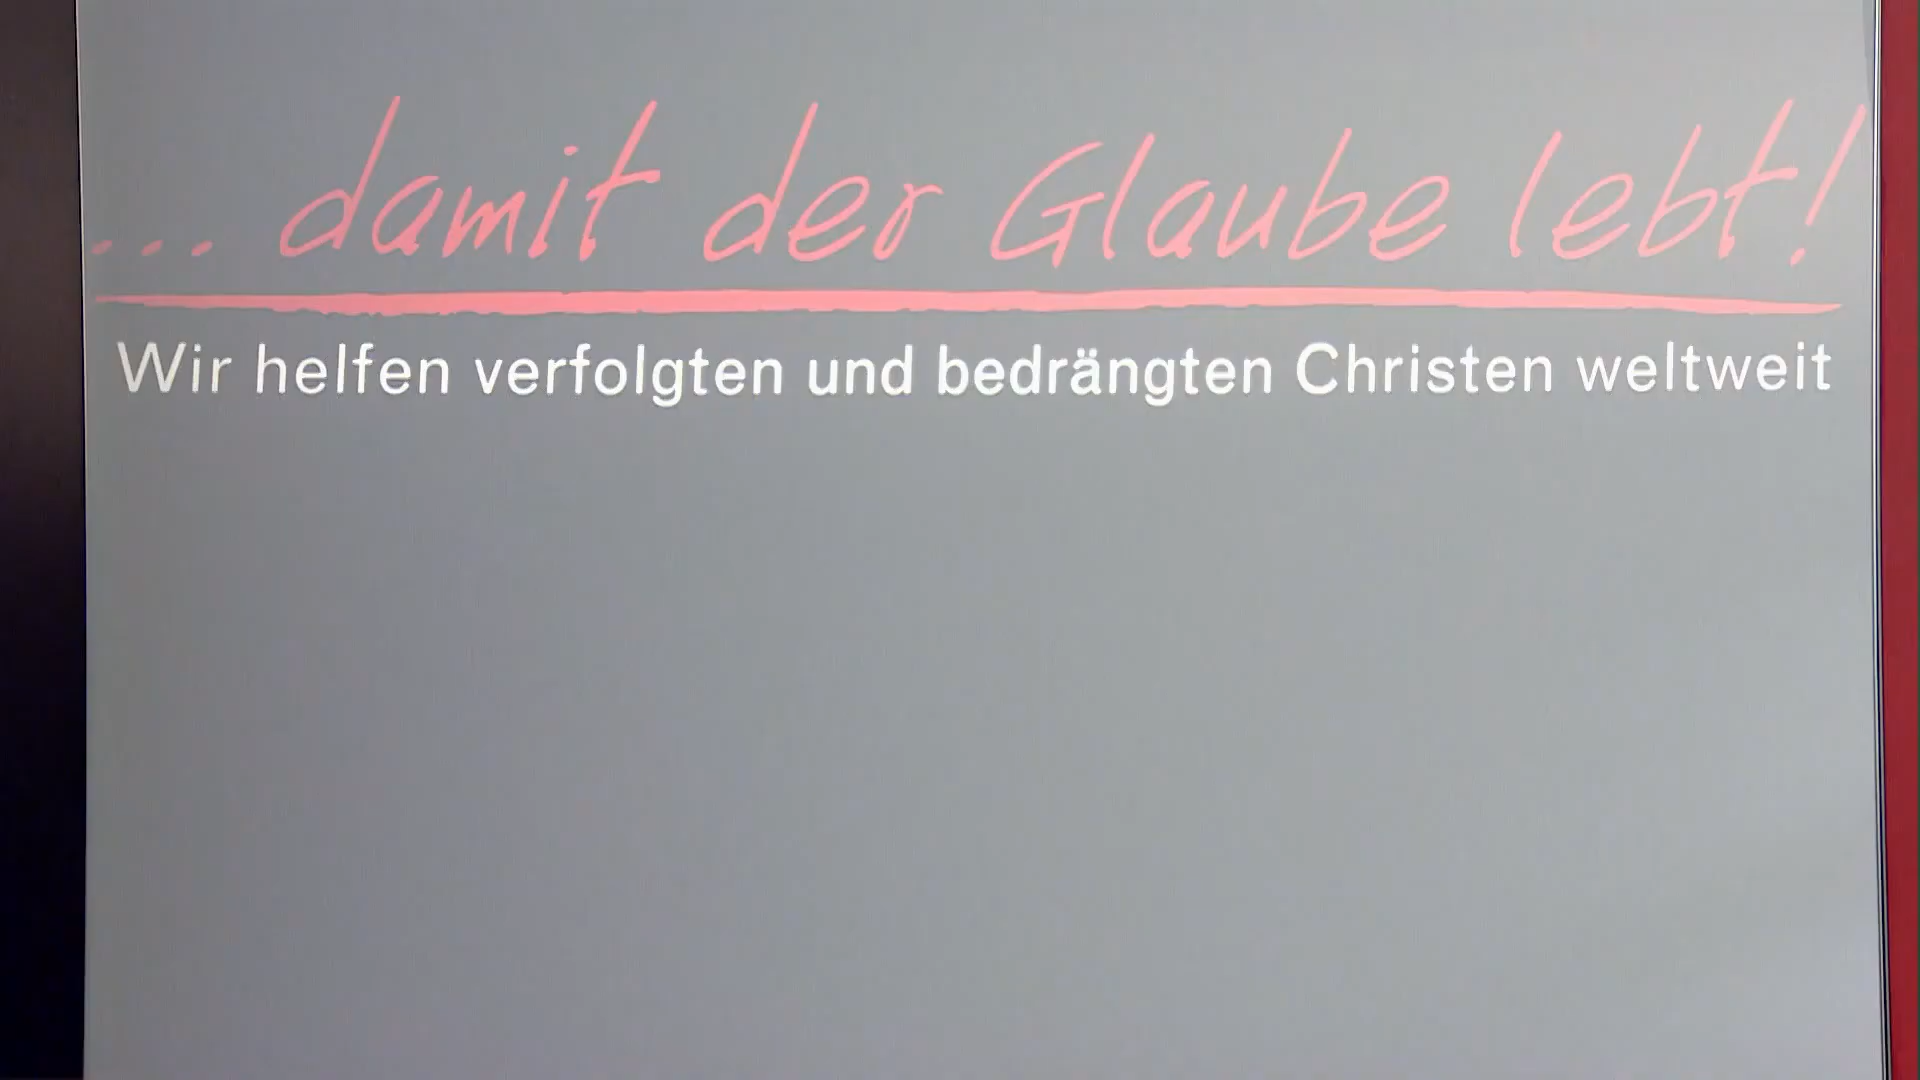 ... damit der Glaube lebt!
Wir helfen verfolgten und bedrängten Christen weltweit